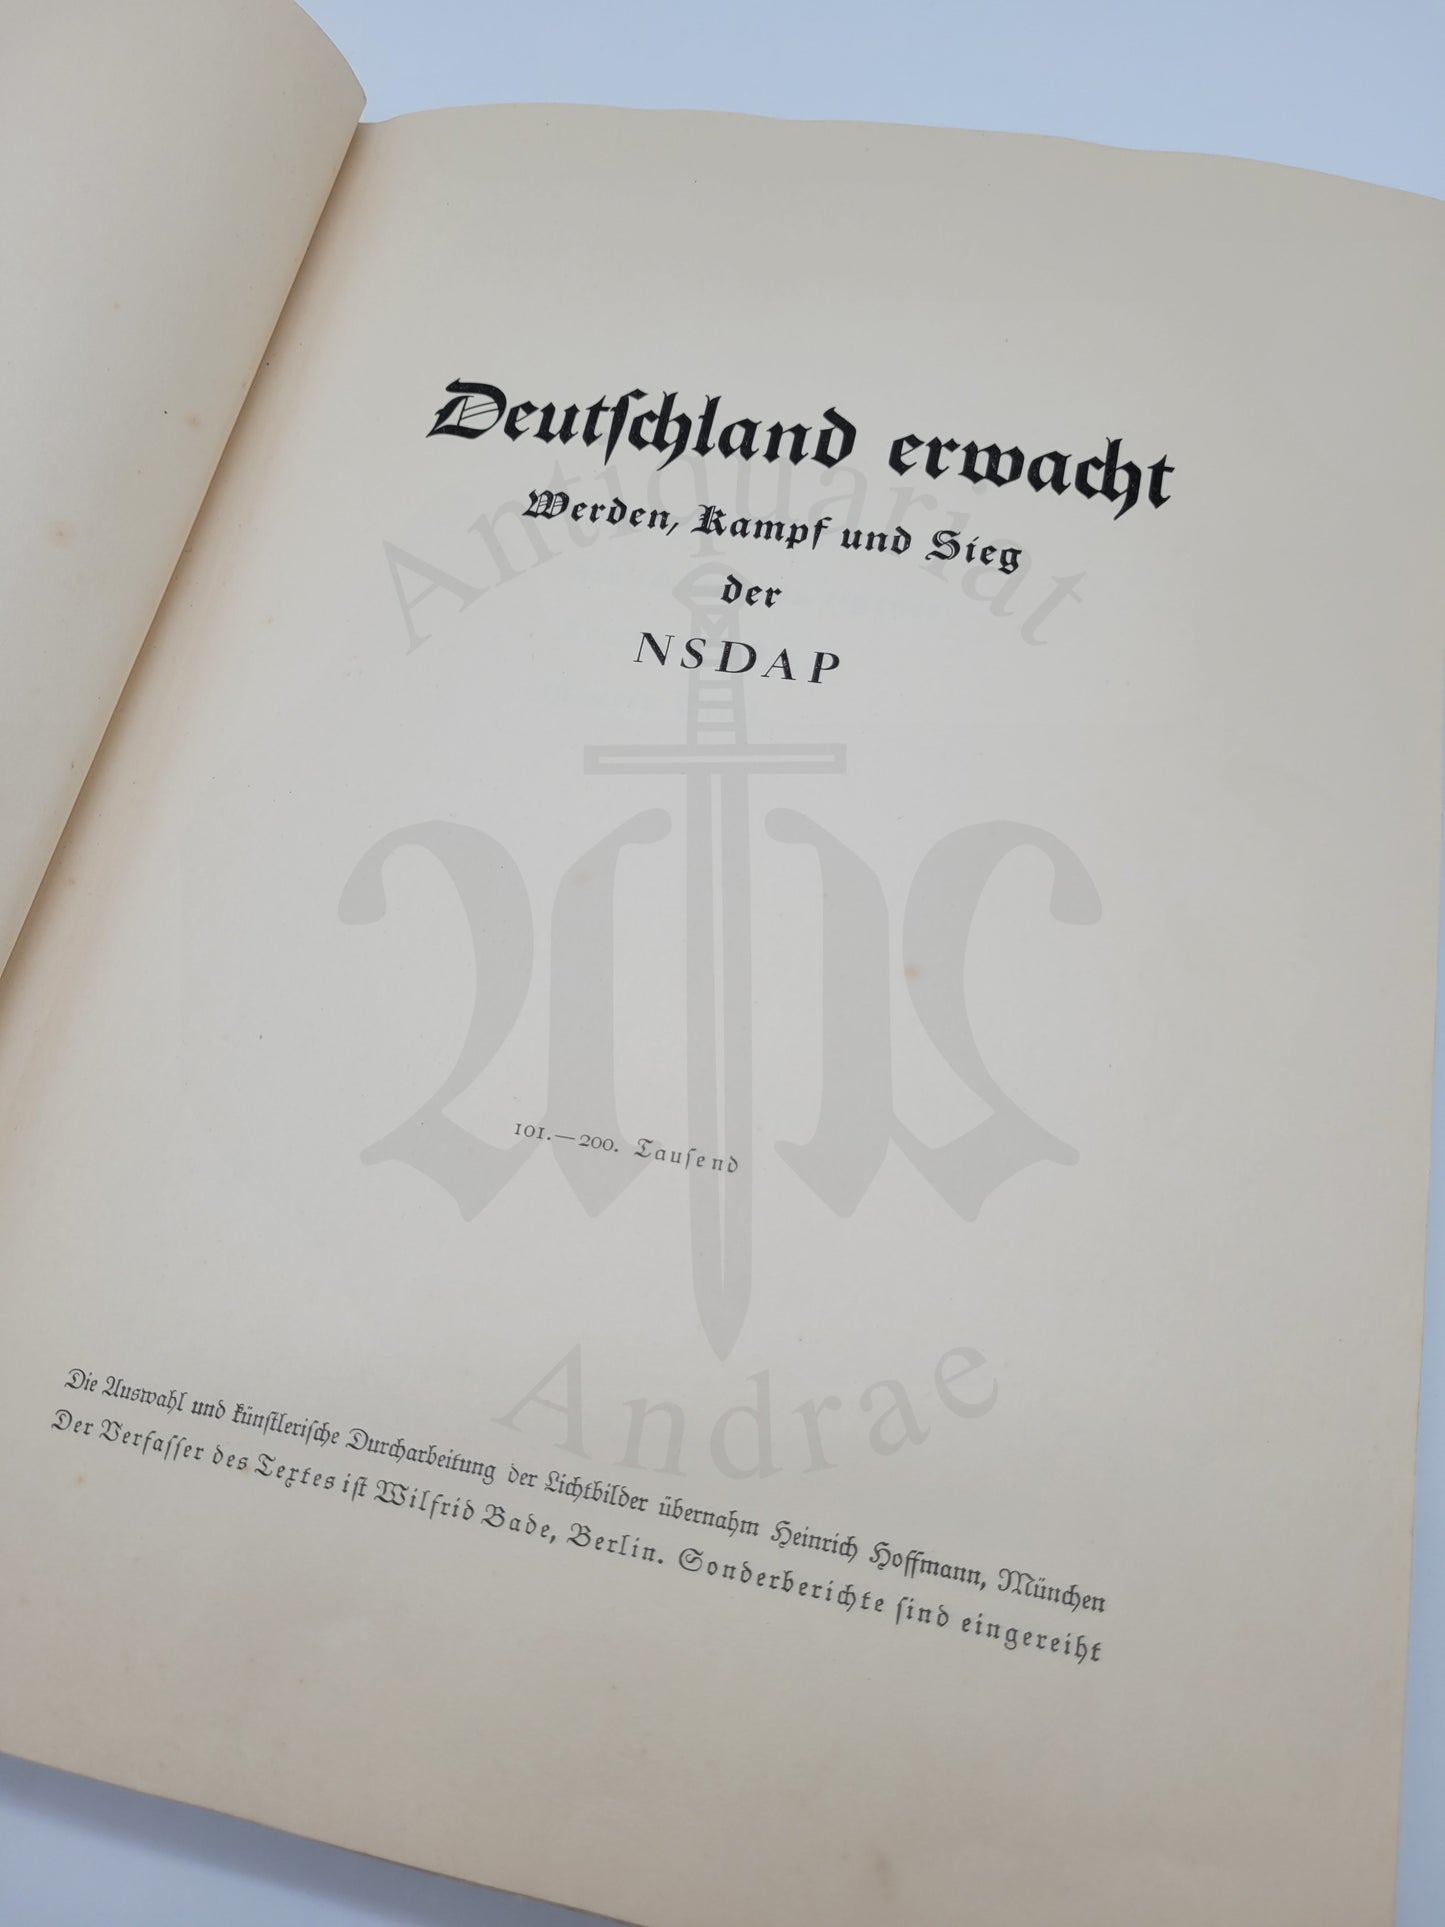 Deutſchland erwacht
Werden, Kampf und Sieg
der
NSDAP
101.—200. Tauſend
Die Auswahl und künſtleriſche Durcharbeitung der Lichtbilder übernahm Heinrich Hoffmann, München
Der Verfaſſer des Textes iſt Wilfrid Bade, Berlin. Sonderberichte ſind eingereiht
Antiquariat
Andrae